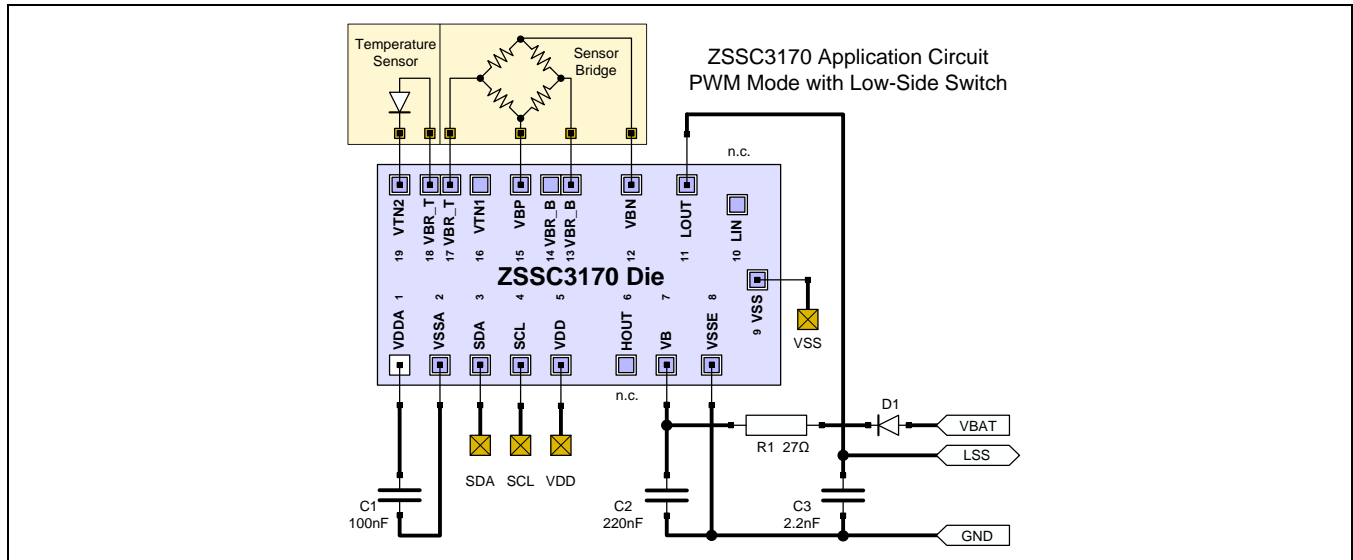 Temperature
Sensor
Sensor
Bridge
ZSSC3170 Application Circuit
PWM Mode with Low-Side Switch
n.c.
19 VTN2
18 VBR_T
17 VBR_T
16 VTN1
15 VBP
14 VBR_B
13 VBR_B
12 VBN
11 LOUT
10 LIN
ZSSC3170 Die
VDDA 1
VSSA 2
SDA 3
SCL 4
VDD 5
HOUT 6
VB 7
VSSE 8
9 VSS
VSS
n.c.
D1
VBAT
R1 27Ω
LSS
SDA SCL VDD
C1
100nF
C2
220nF
C3
2.2nF
GND